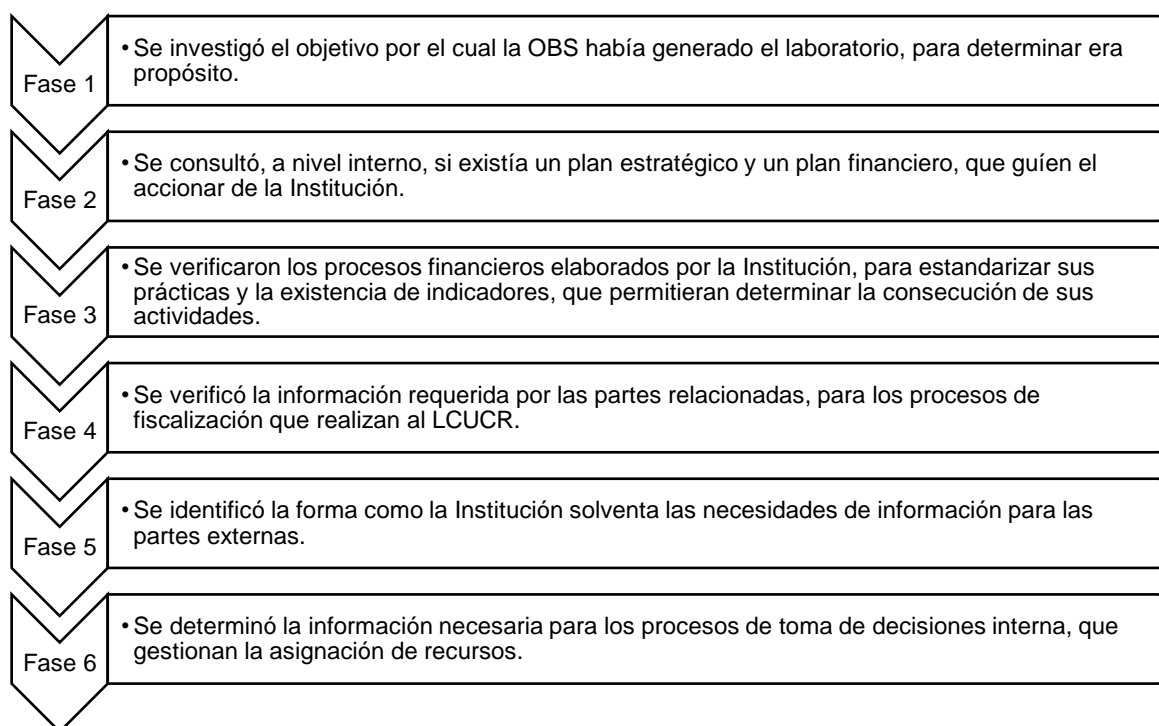 Fase 1
• Se investigó el objetivo por el cual la OBS había generado el laboratorio, para determinar era
propósito.
Fase 2
• Se consultó, a nivel interno, si existía un plan estratégico y un plan financiero, que guíen el
accionar de la Institución.
Fase 3
• Se verificaron los procesos financieros elaborados por la Institución, para estandarizar sus
prácticas y la existencia de indicadores, que permitieran determinar la consecución de sus
actividades.
Fase 4
• Se verificó la información requerida por las partes relacionadas, para los procesos de
fiscalización que realizan al LCUCR.
Fase 5
• Se identificó la forma como la Institución solventa las necesidades de información para las
partes externas.
Fase 6
• Se determinó la información necesaria para los procesos de toma de decisiones interna, que
gestionan la asignación de recursos.